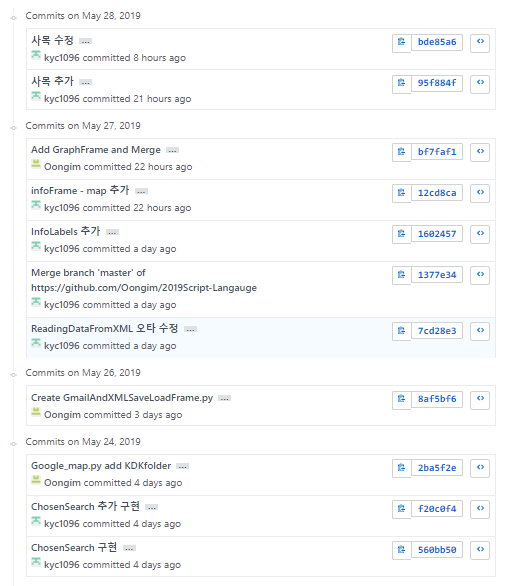 Commits on May 28, 2019
사목 수정 …
bde85a6
kyc1096 committed 8 hours ago
사목 추가 …
95f884f
kyc1096 committed 21 hours ago
Commits on May 27, 2019
Add GraphFrame and Merge …
bf7faf1
Oongim committed 22 hours ago
infoFrame - map 추가 …
12cd8ca
kyc1096 committed 22 hours ago
InfoLabels 추가 …
1602457
kyc1096 committed a day ago
Merge branch 'master' of
1377e34
https://github.com/Oongim/2019Script-Langauge
kyc1096 committed a day ago
ReadingDataFromXML 오타 수정 …
7cd28e3
kyc1096 committed a day ago
Commits on May 26, 2019
Create GmailAndXMLSaveLoadFrame.py …
8af5bf6
Oongim committed 3 days ago
Commits on May 24, 2019
Google_map.py add KDKfolder …
2ba5f2e
Oongim committed 4 days ago
ChosenSearch 추가 구현 …
f20c0f4
kyc1096 committed 4 days ago
ChosenSearch 구현 …
560bb50
kyc1096 committed 4 days ago